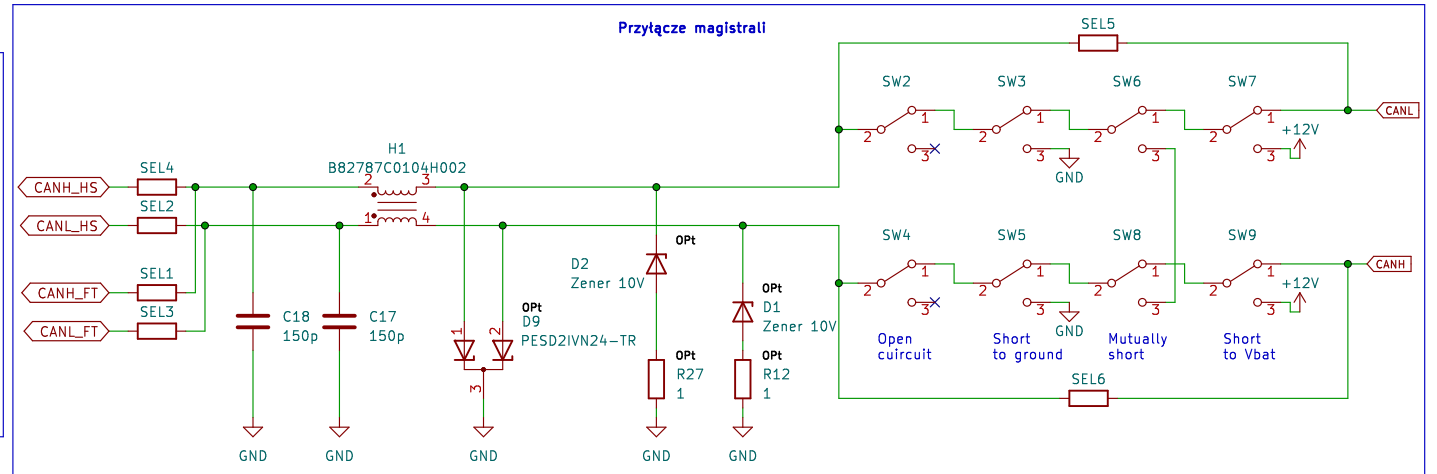 Przyłącze magistrali
SEL5
SW2
SW3
SW6
SW7
1
1
1
1
CANL
2
2
2
2
+12V
3
3
3
3
GND
H1
B82787C0104H002
SEL4
2
3
CANH_HS
SEL2
1
4
CANL_HS
OPt
SW4
SW5
SW8
SW9
D2
Zener 10V
1
1
1
1
CANH
SEL1
2
2
2
2
+12V
CANH_FT
OPt
D1
Zener 10V
3
3
3
3
SEL3
CANL_FT
C18
150p
C17
150p
OPt
D9
PESD2IVN24-TR
1
2
GND
Open
cuircuit
Short
to ground
Mutually
short
Short
to Vbat
OPt
R27
1
OPt
R12
1
3
SEL6
GND
GND
GND
GND
GND